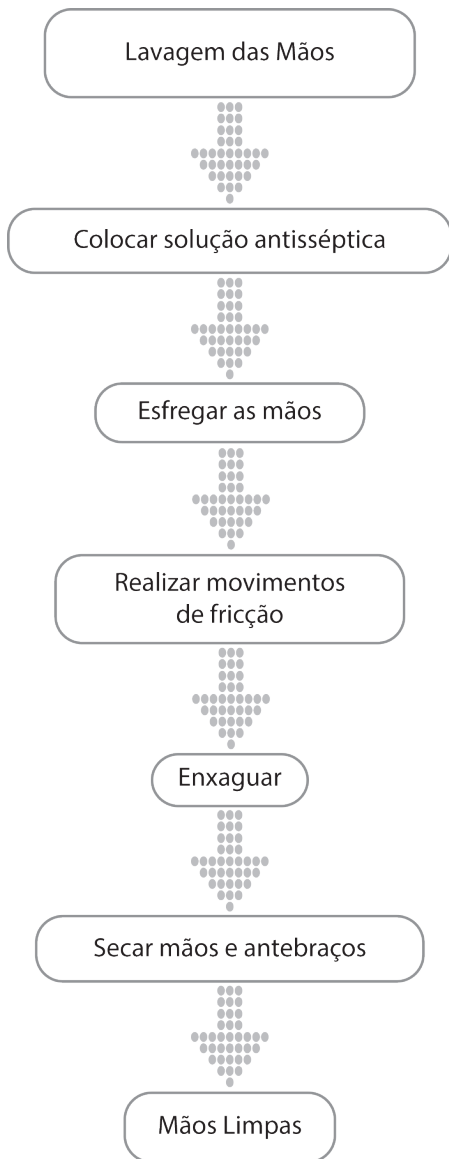 Lavagem das Mãos
Colocar solução antisséptica
Esfregar as mãos
Realizar movimentos
de fricção
Enxaguar
Secar mãos e antebraços
Mãos Limpas